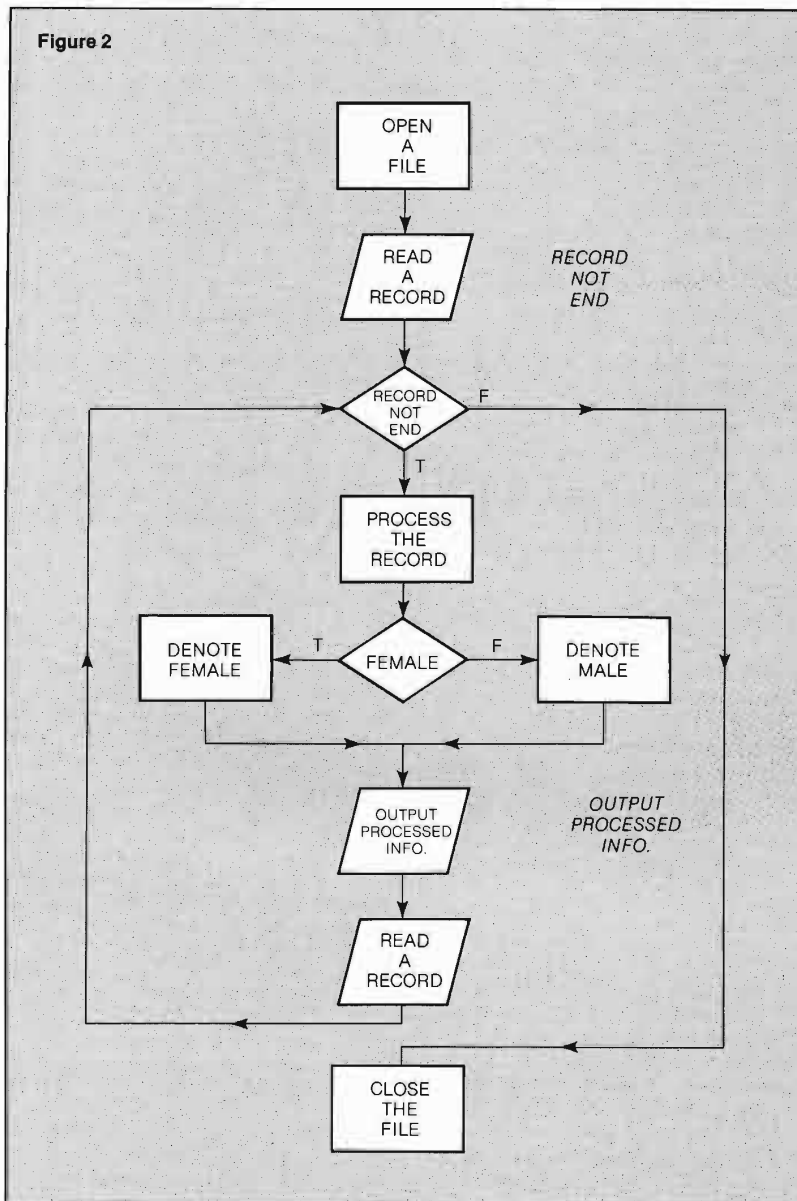 Figure 2
OPEN
A
FILE
READ
A
RECORD
RECORD
NOT
END
RECORD
NOT
END
F
T
PROCESS
THE
RECORD
DENOTE
FEMALE
T
FEMALE
F
DENOTE
MALE
OUTPUT
PROCESSED
INFO.
OUTPUT
PROCESSED
INFO.
READ
A
RECORD
CLOSE
THE
FILE